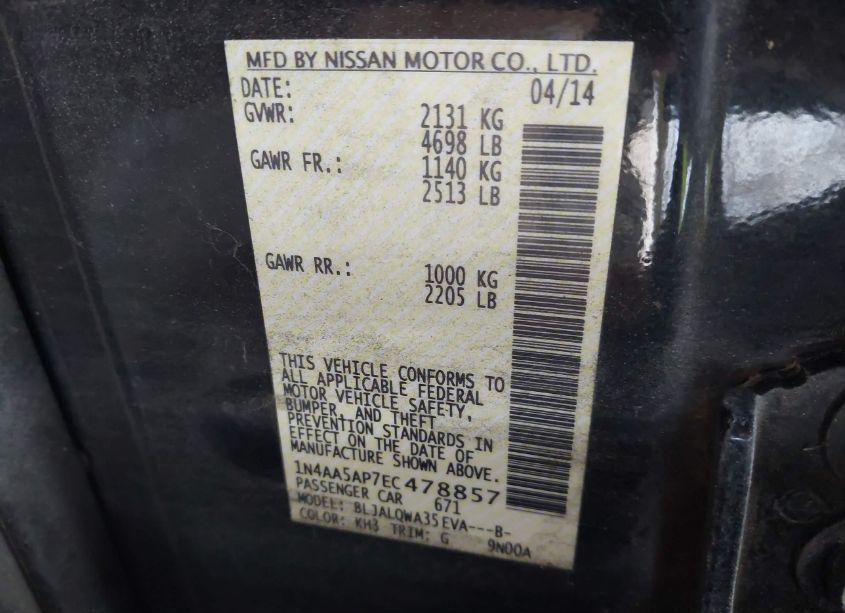 MFD BY NISSAN MOTOR CO., LTD.
DATE: 04/14
GVWR: 2131 KG
4698 LB
GAWR FR.: 1140 KG
2513 LB
GAWR RR.: 1000 KG
2205 LB
THIS VEHICLE CONFORMS TO
ALL APPLICABLE FEDERAL
MOTOR VEHICLE SAFETY,
BUMPER, AND THEFT
PREVENTION STANDARDS IN
EFFECT ON THE DATE OF
MANUFACTURE SHOWN ABOVE.
1N4AA5AP7EC478857
PASSENGER CAR 671
MODEL: BLJALQWA35EVA---B-
COLOR: KH3 TRIM: G 9N00A